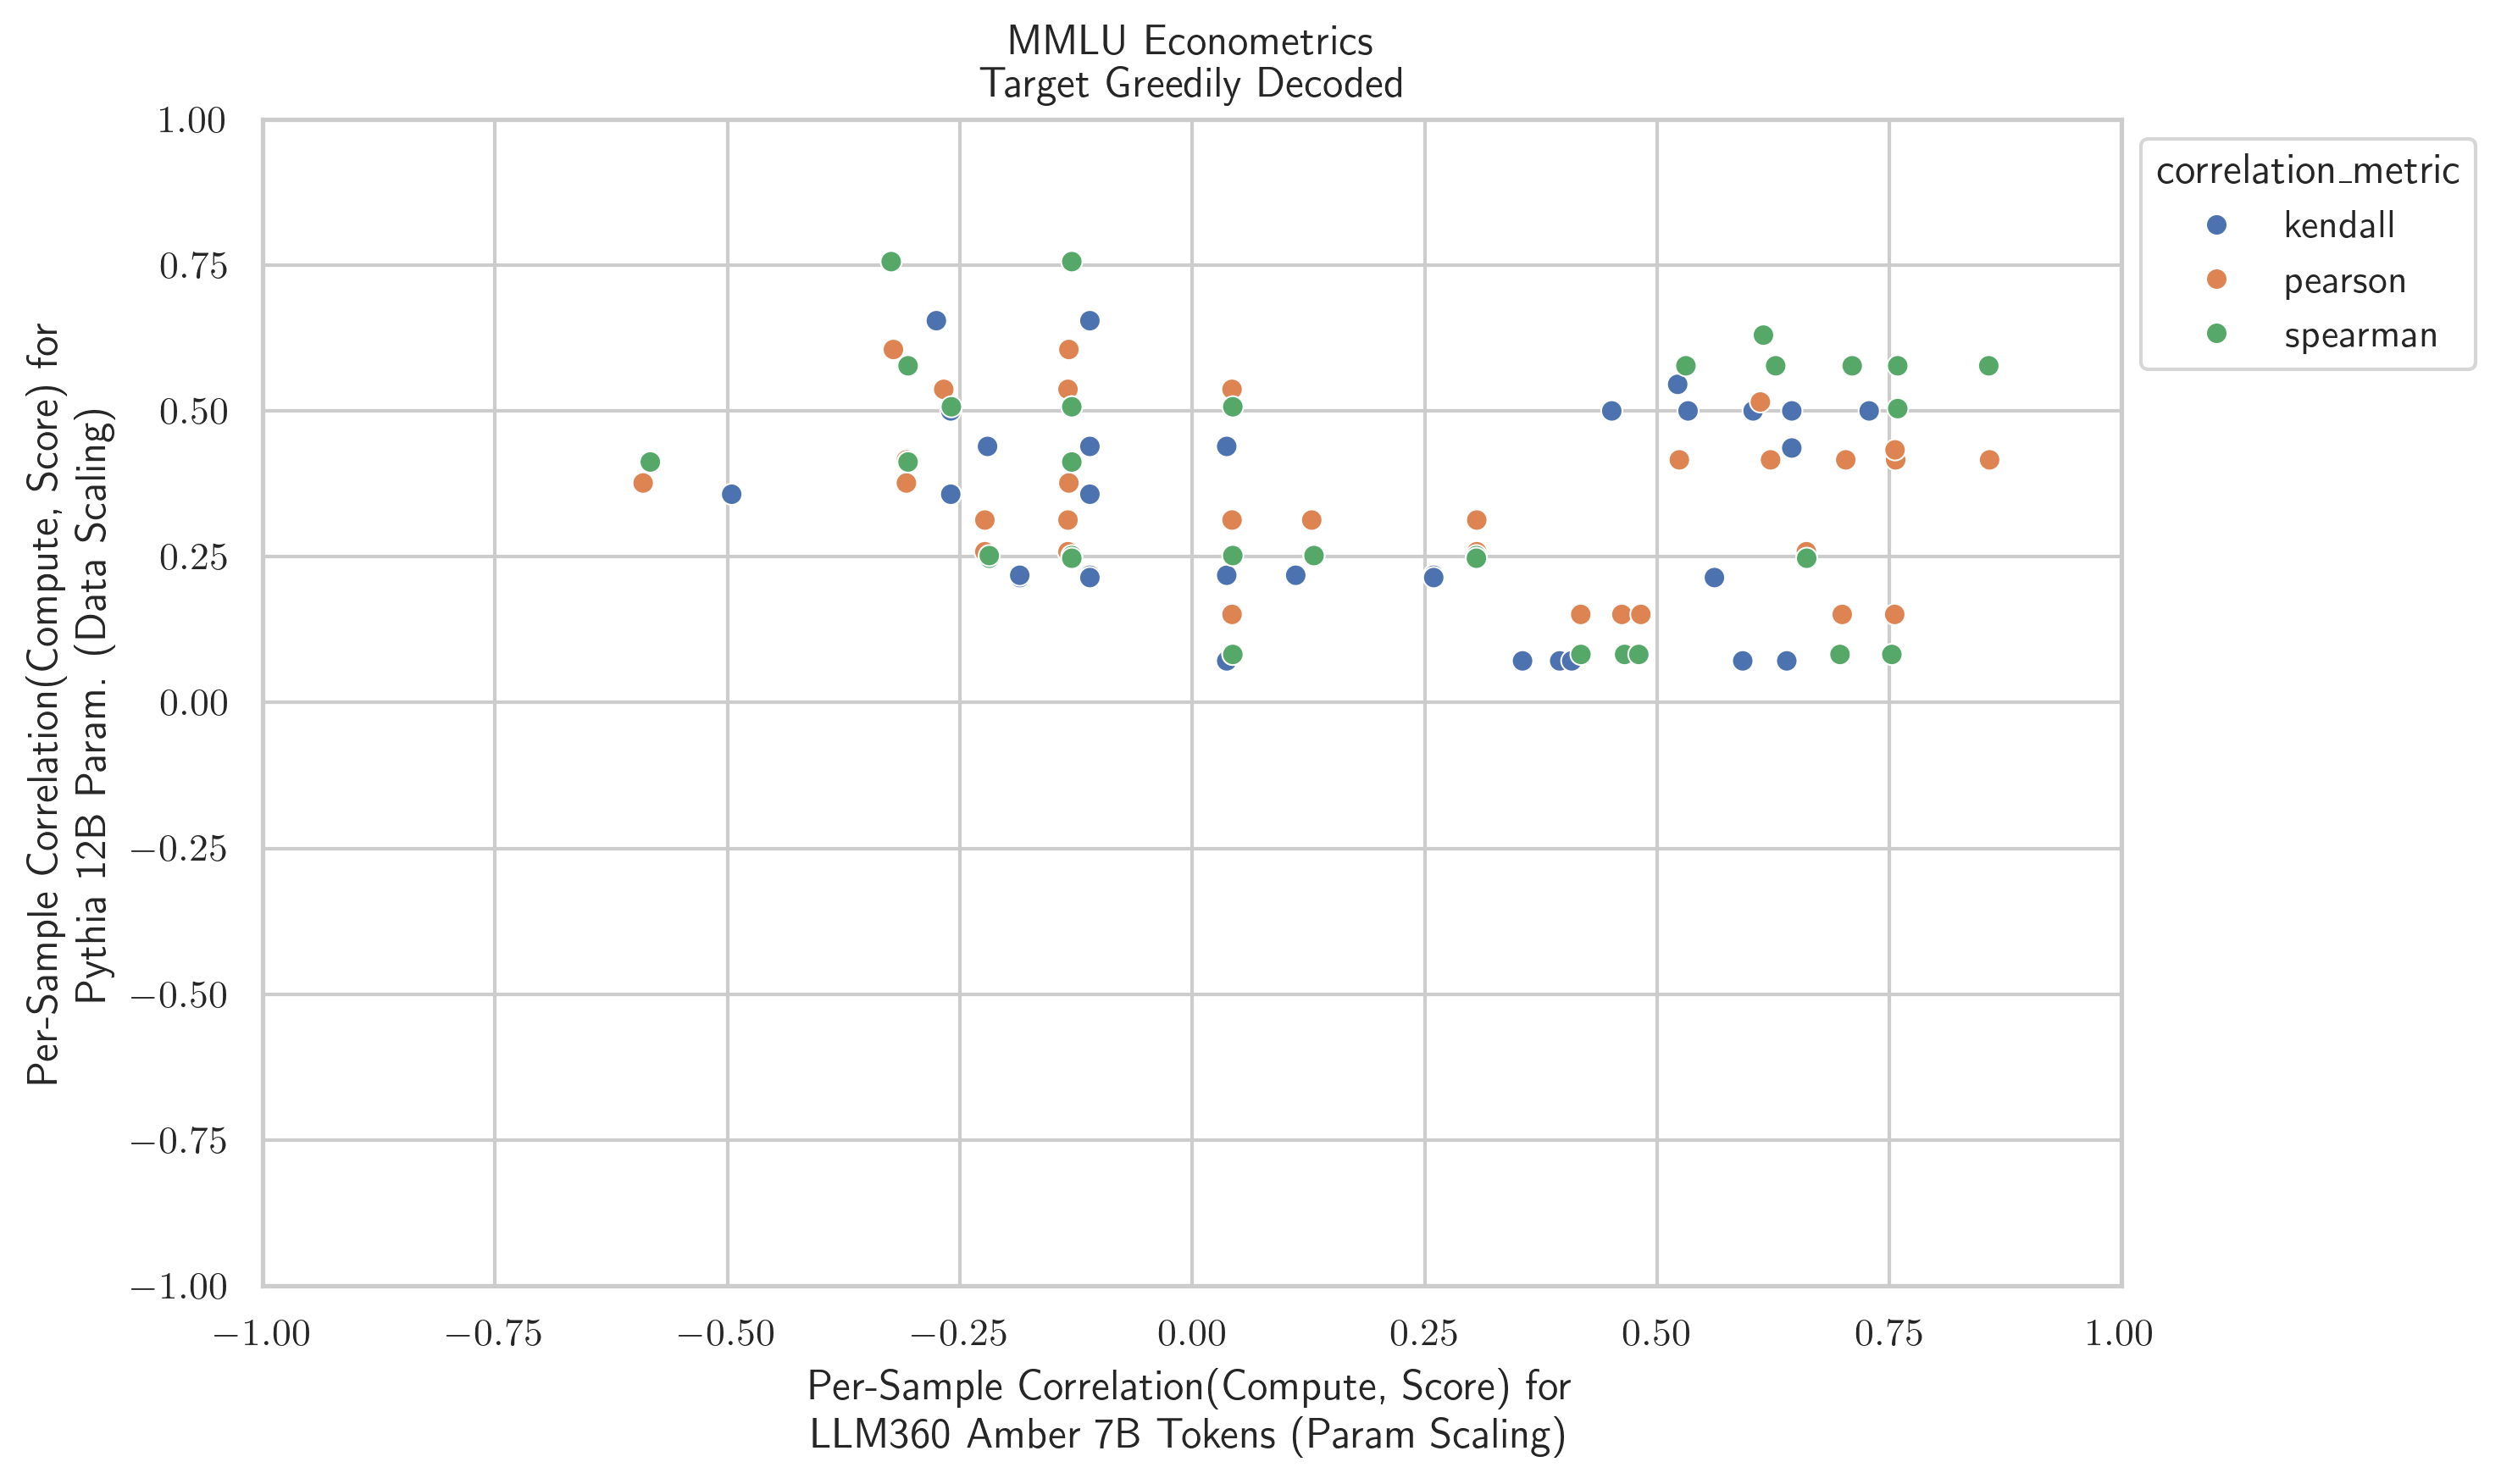 MMLU Econometrics
Target Greedily Decoded
Per-Sample Correlation(Compute, Score) for
Pythia 12B Param. (Data Scaling)
1.00
0.75
0.50
0.25
0.00
−0.25
−0.50
−0.75
−1.00
−1.00
−0.75
−0.50
−0.25
0.00
0.25
0.50
0.75
1.00
Per-Sample Correlation(Compute, Score) for
LLM360 Amber 7B Tokens (Param Scaling)
correlation_metric
kendall
pearson
spearman